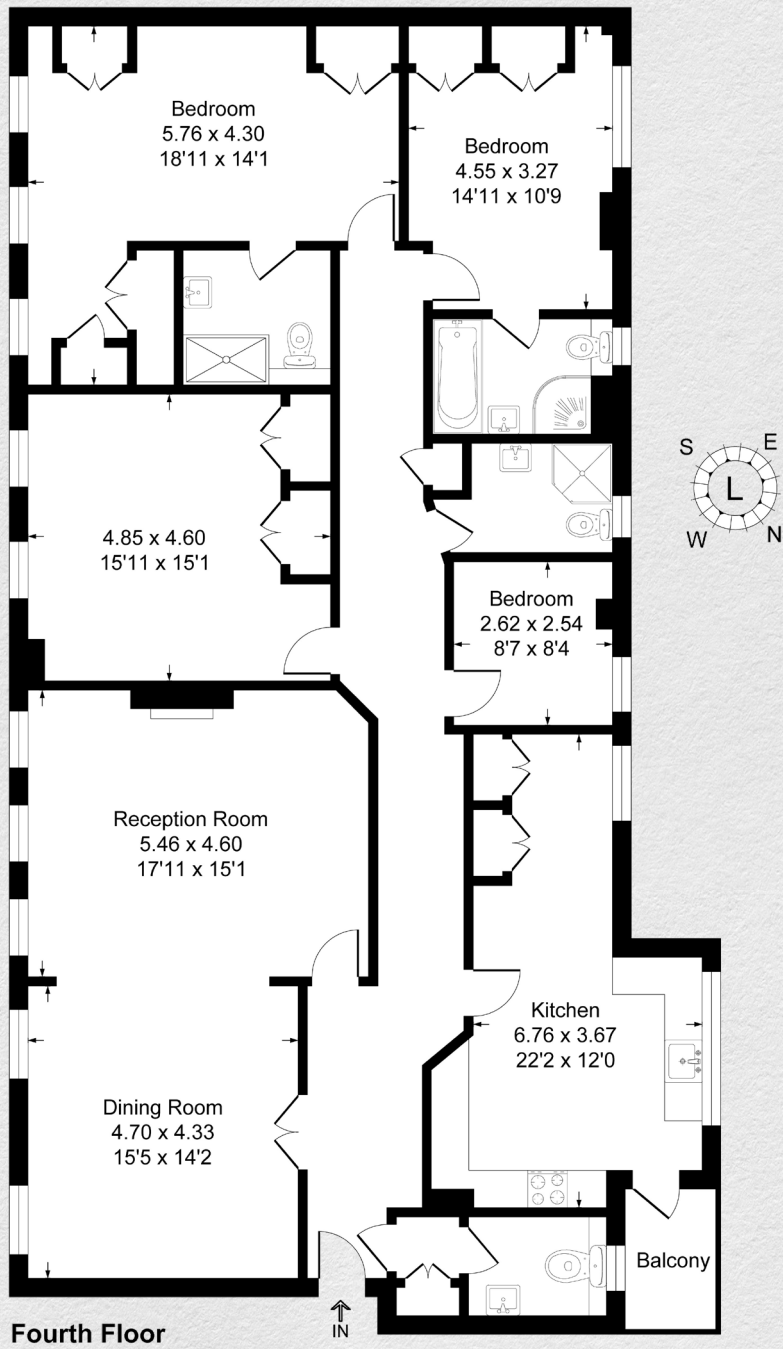 Bedroom
5.76 x 4.30
18'11 x 14'1
Bedroom
4.55 x 3.27
14'11 x 10'9
S
E
L
W
N
4.85 x 4.60
15'11 x 15'1
Bedroom
2.62 x 2.54
8'7 x 8'4
Reception Room
5.46 x 4.60
17'11 x 15'1
Kitchen
6.76 x 3.67
22'2 x 12'0
Dining Room
4.70 x 4.33
15'5 x 14'2
Balcony
IN
Fourth Floor